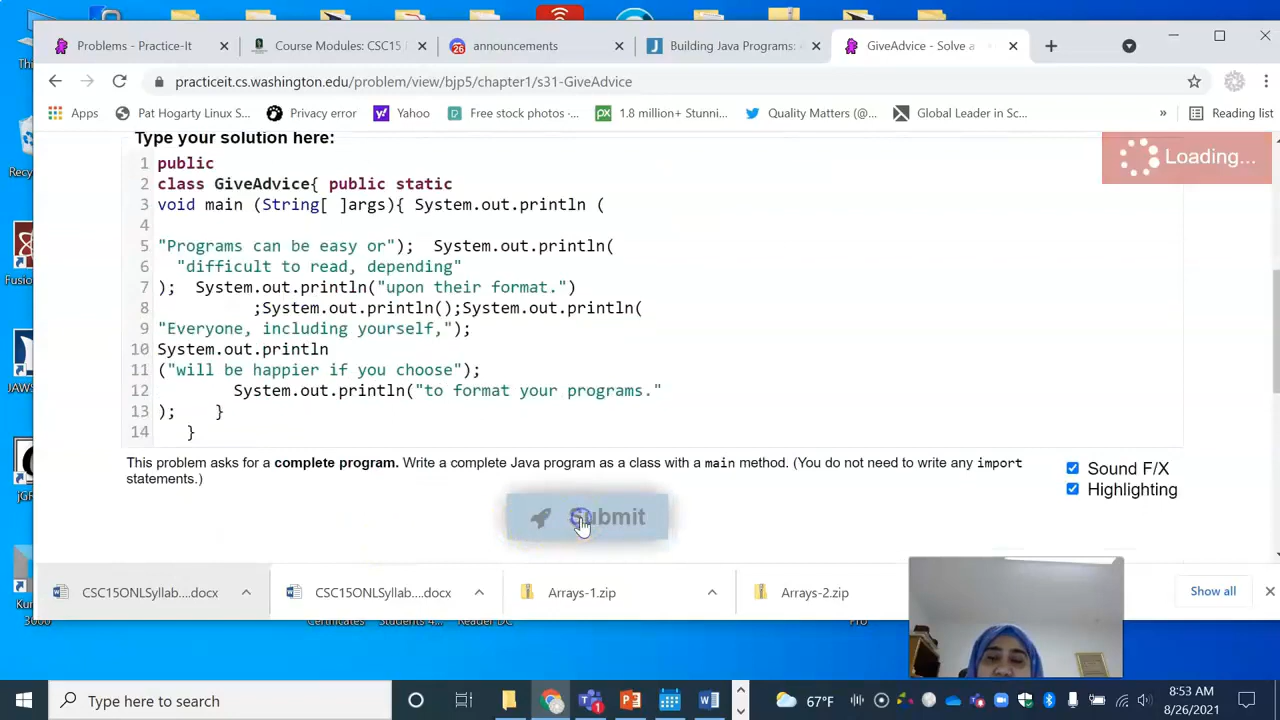 Problems - Practice-It
Course Modules: CSC15
26
announcements
Building Java Programs:
GiveAdvice - Solve a
practiceit.cs.washington.edu/problem/view/bjp5/chapter1/s31-GiveAdvice
Apps
Pat Hogarty Linux S...
Privacy error
Yahoo
Free stock photos -...
1.8 million+ Stunni...
Quality Matters (@...
Global Leader in Sc...
»
Reading list
Type your solution here:
Loading...
1 public
2 class GiveAdvice{ public static
3 void main (String[ ]args){ System.out.println (
4
5 "Programs can be easy or");  System.out.println(
6   "difficult to read, depending"
7 );  System.out.println("upon their format.")
8           ;System.out.println();System.out.println(
9 "Everyone, including yourself,");
10 System.out.println
11 ("will be happier if you choose");
12         System.out.println("to format your programs."
13 );    }
14    }
This problem asks for a complete program. Write a complete Java program as a class with a main method. (You do not need to write any import
statements.)
Sound F/X
Highlighting
Submit
CSC15ONLSyllab....docx
CSC15ONLSyllab....docx
Arrays-1.zip
Arrays-2.zip
Show all
3000
Certificates
Students 4...
Reader DC
Pro
Type here to search
67°F
8:53 AM
8/26/2021